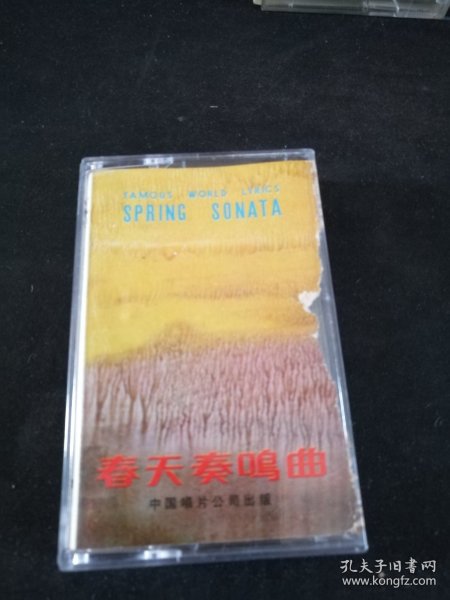 FAMOUS WORLD LYRICS
SPRING SONATA
春天奏鸣曲
中国唱片公司出版
孔夫子旧书网
www.kongfz.com